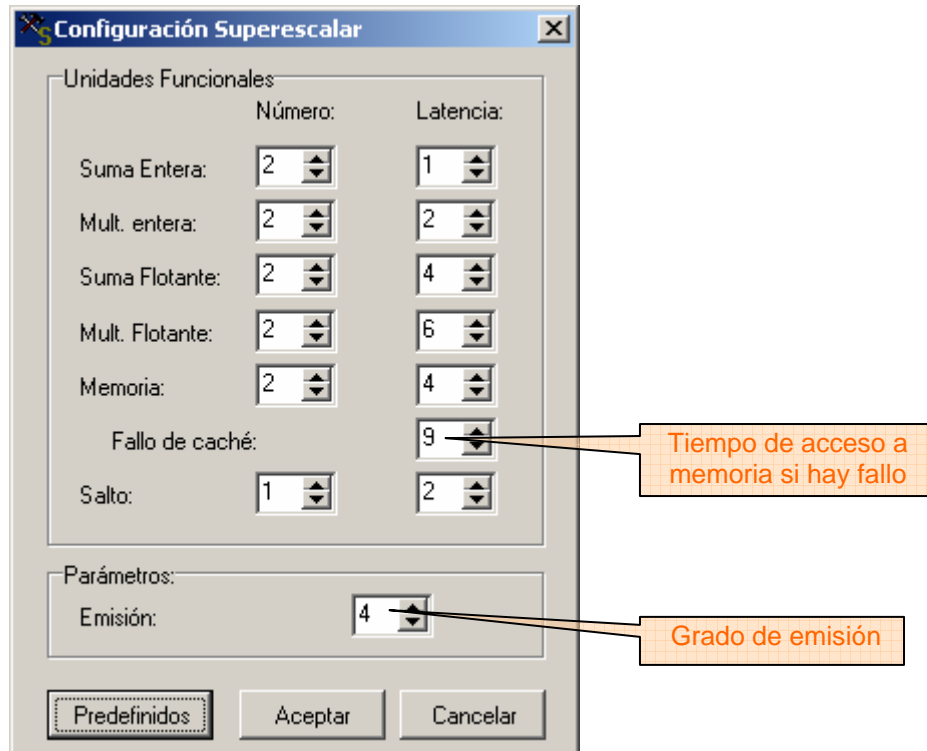 Configuración Superescalar
Unidades Funcionales
Número: Latencia:
Suma Entera: 2 1
Mult. entera: 2 2
Suma Flotante: 2 4
Mult. Flotante: 2 6
Memoria: 2 4
Fallo de caché: 9
Tiempo de acceso a
memoria si hay fallo
Salto: 1 2
Parámetros:
Emisión: 4
Grado de emisión
Predefinidos Aceptar Cancelar